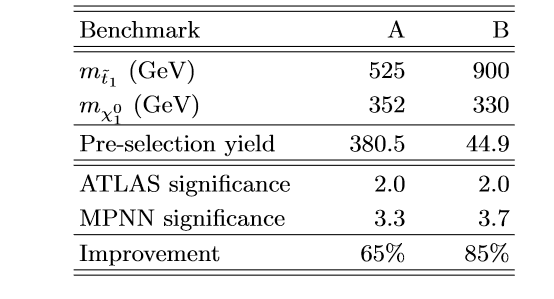 Benchmark A B
m_{\tilde{t}_1} (GeV) 525 900
m_{\chi_1^0} (GeV) 352 330
Pre-selection yield 380.5 44.9
ATLAS significance 2.0 2.0
MPNN significance 3.3 3.7
Improvement 65% 85%